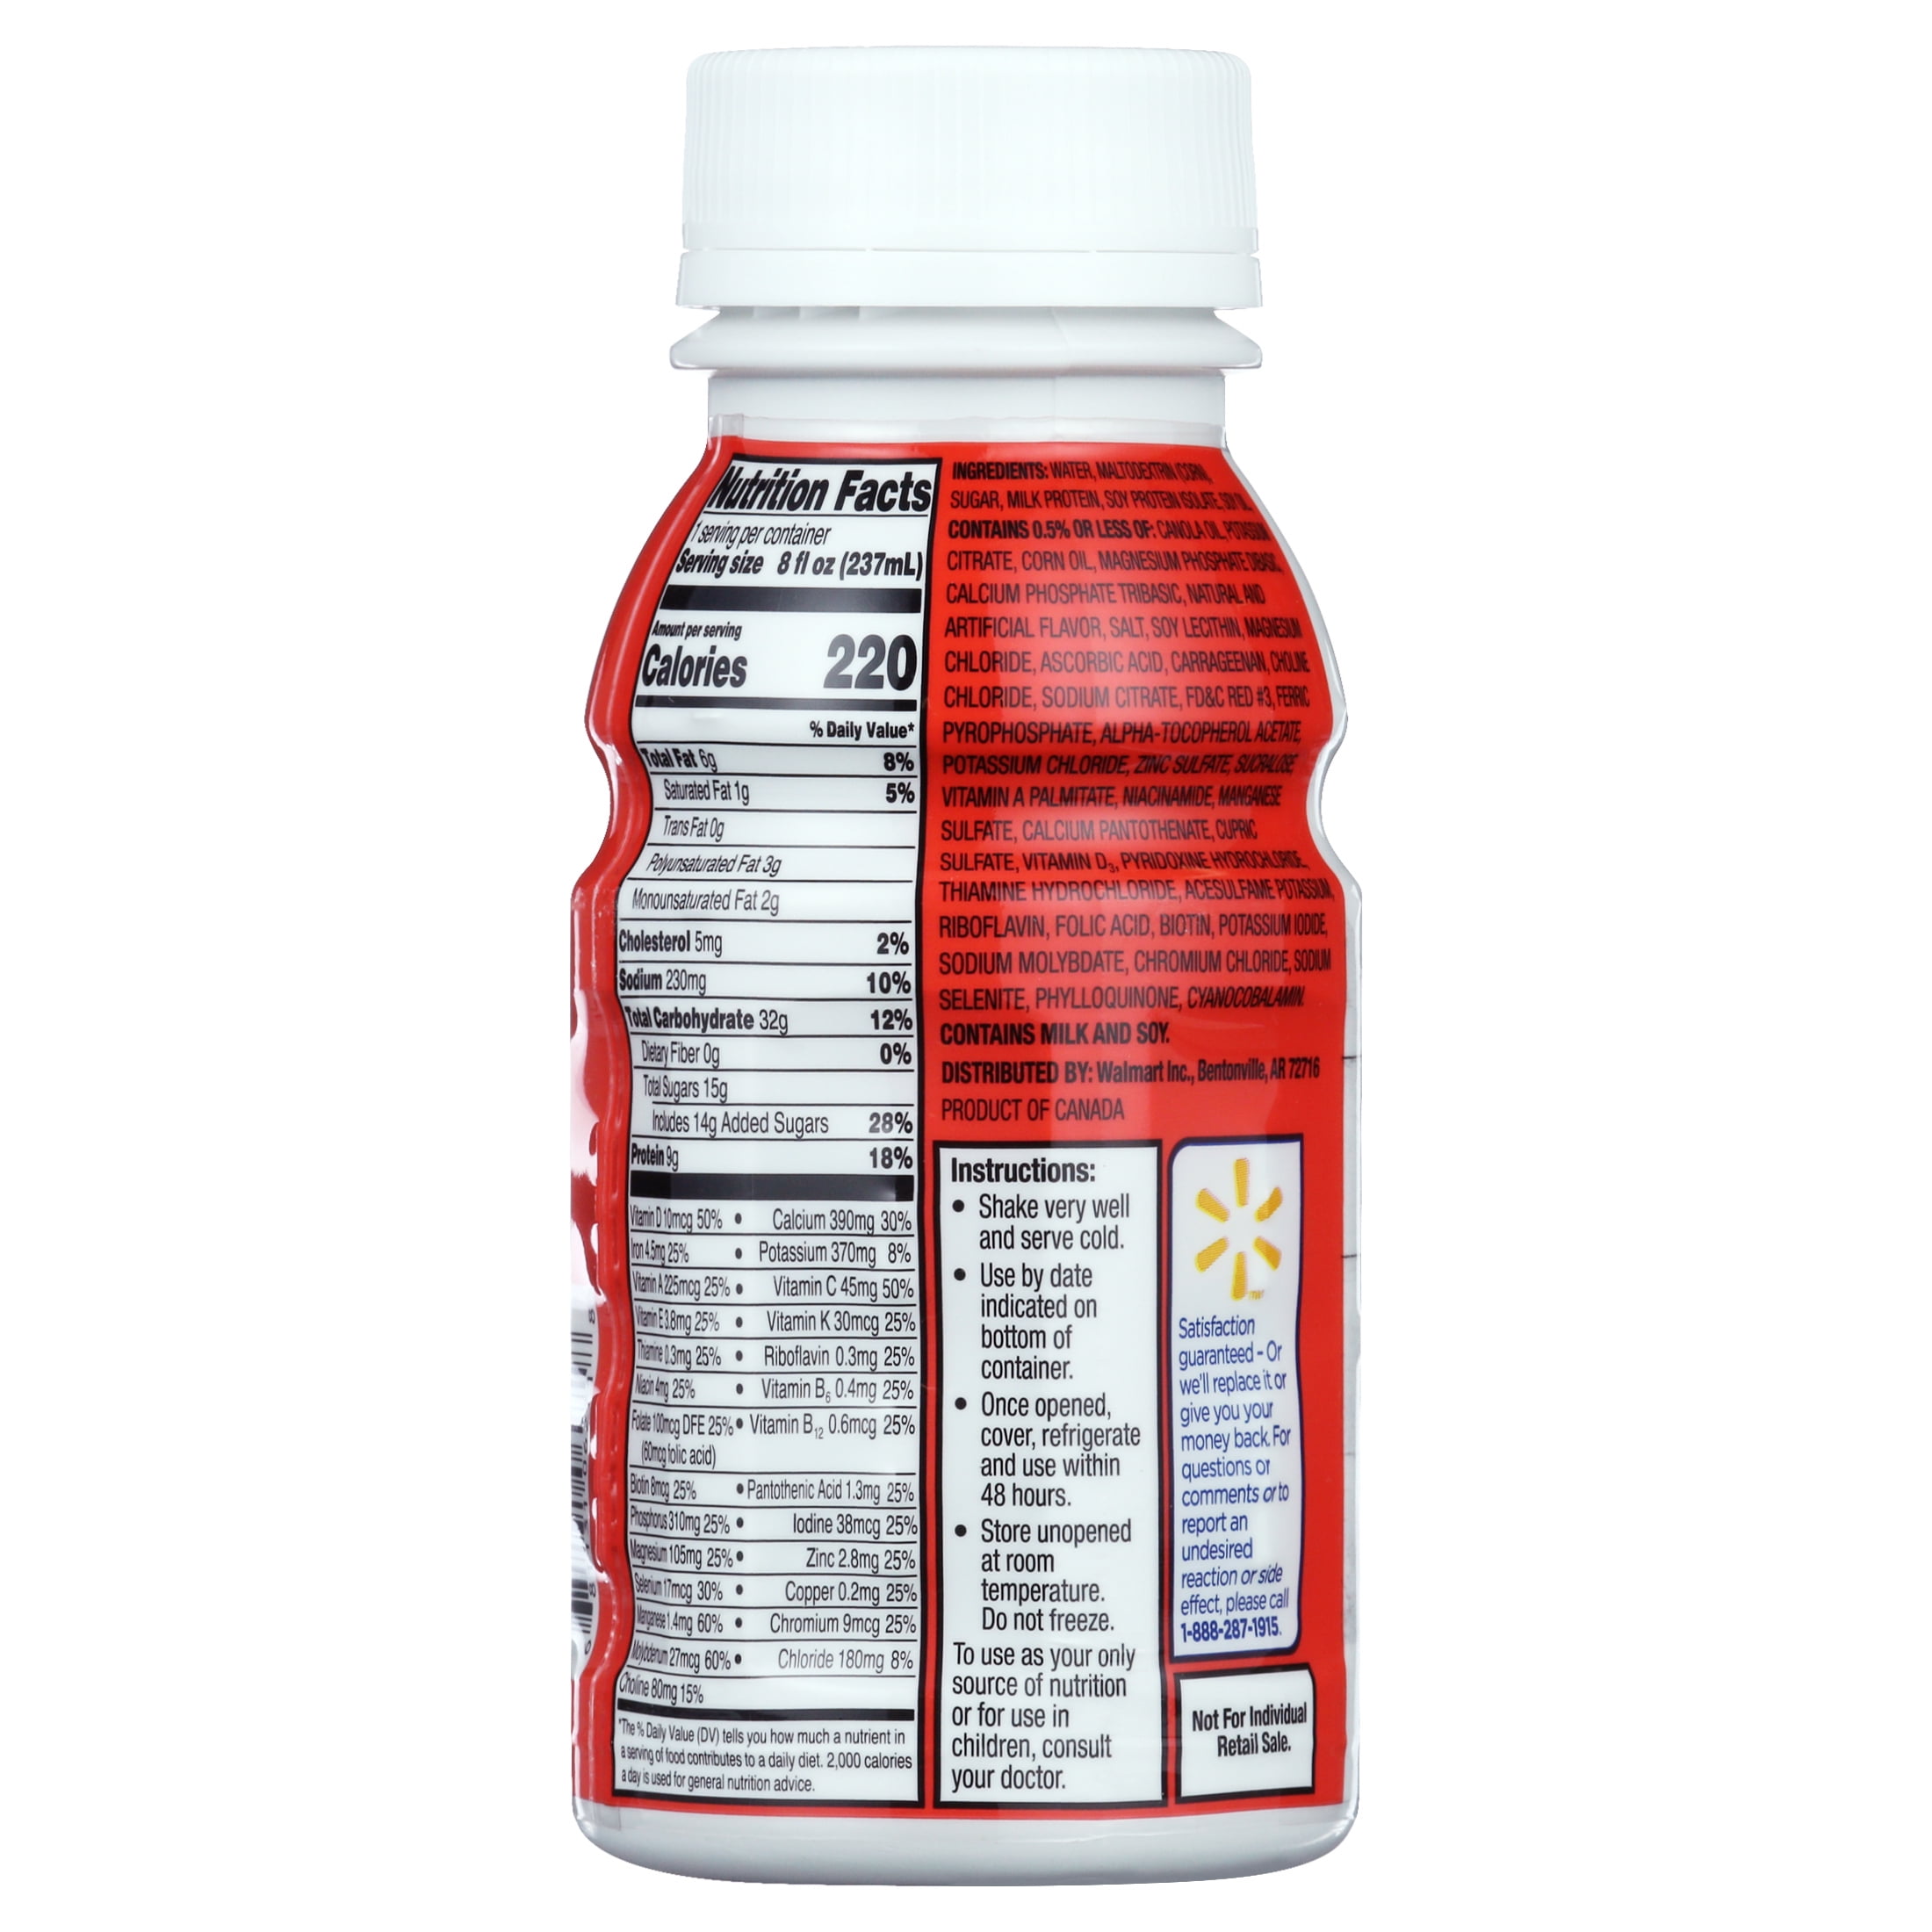 Nutrition Facts
1 serving per container
Serving size 8 fl oz (237mL)
Amount per serving
Calories 220
% Daily Value*
Total Fat 6g 8%
Saturated Fat 1g 5%
Trans Fat 0g
Polyunsaturated Fat 3g
Monounsaturated Fat 2g
Cholesterol 5mg 2%
Sodium 230mg 10%
Total Carbohydrate 32g 12%
Dietary Fiber 0g 0%
Total Sugars 15g
Includes 14g Added Sugars 28%
Protein 9g 18%
Vitamin D 10mcg 50% • Calcium 390mg 30%
Iron 4.5mg 25% • Potassium 370mg 8%
Vitamin A 225mcg 25% • Vitamin C 45mg 50%
Vitamin E 3.8mg 25% • Vitamin K 30mcg 25%
Thiamine 0.3mg 25% • Riboflavin 0.3mg 25%
Niacin 4mg 25% • Vitamin B6 0.4mg 25%
Folate 100mcg DFE 25% • Vitamin B12 0.6mcg 25%
(60mcg folic acid)
Biotin 8mcg 25% • Pantothenic Acid 1.3mg 25%
Phosphorus 310mg 25% • Iodine 38mcg 25%
Magnesium 105mg 25% • Zinc 2.8mg 25%
Selenium 17mcg 30% • Copper 0.2mg 25%
Manganese 1.4mg 60% • Chromium 9mcg 25%
Molybdenum 27mcg 60% • Chloride 180mg 8%
Choline 80mg 15%
*The % Daily Value (DV) tells you how much a nutrient in
a serving of food contributes to a daily diet. 2,000 calories
a day is used for general nutrition advice.
INGREDIENTS: WATER, MALTODEXTRIN (CORN),
SUGAR, MILK PROTEIN, SOY PROTEIN ISOLATE, SOY OIL.
CONTAINS 0.5% OR LESS OF: CANOLA OIL, POTASSIUM
CITRATE, CORN OIL, MAGNESIUM PHOSPHATE DIBASIC,
CALCIUM PHOSPHATE TRIBASIC, NATURAL AND
ARTIFICIAL FLAVOR, SALT, SOY LECITHIN, MAGNESIUM
CHLORIDE, ASCORBIC ACID, CARRAGEENAN, CHOLINE
CHLORIDE, SODIUM CITRATE, FD&C RED #3, FERRIC
PYROPHOSPHATE, ALPHA-TOCOPHEROL ACETATE,
POTASSIUM CHLORIDE, ZINC SULFATE, SUCRALOSE,
VITAMIN A PALMITATE, NIACINAMIDE, MANGANESE
SULFATE, CALCIUM PANTOTHENATE, CUPRIC
SULFATE, VITAMIN D3, PYRIDOXINE HYDROCHLORIDE,
THIAMINE HYDROCHLORIDE, ACESULFAME POTASSIUM,
RIBOFLAVIN, FOLIC ACID, BIOTIN, POTASSIUM IODIDE,
SODIUM MOLYBDATE, CHROMIUM CHLORIDE, SODIUM
SELENITE, PHYLLOQUINONE, CYANOCOBALAMIN.
CONTAINS MILK AND SOY.
DISTRIBUTED BY: Walmart Inc., Bentonville, AR 72716
PRODUCT OF CANADA
Instructions:
• Shake very well
and serve cold.
• Use by date
indicated on
bottom of
container.
• Once opened,
cover, refrigerate
and use within
48 hours.
• Store unopened
at room
temperature.
Do not freeze.
To use as your only
source of nutrition
or for use in
children, consult
your doctor.
Satisfaction
guaranteed – Or
we'll replace it or
give you your
money back. For
questions or
comments or to
report an
undesired
reaction or side
effect, please call
1-888-287-1915.
Not For Individual
Retail Sale.